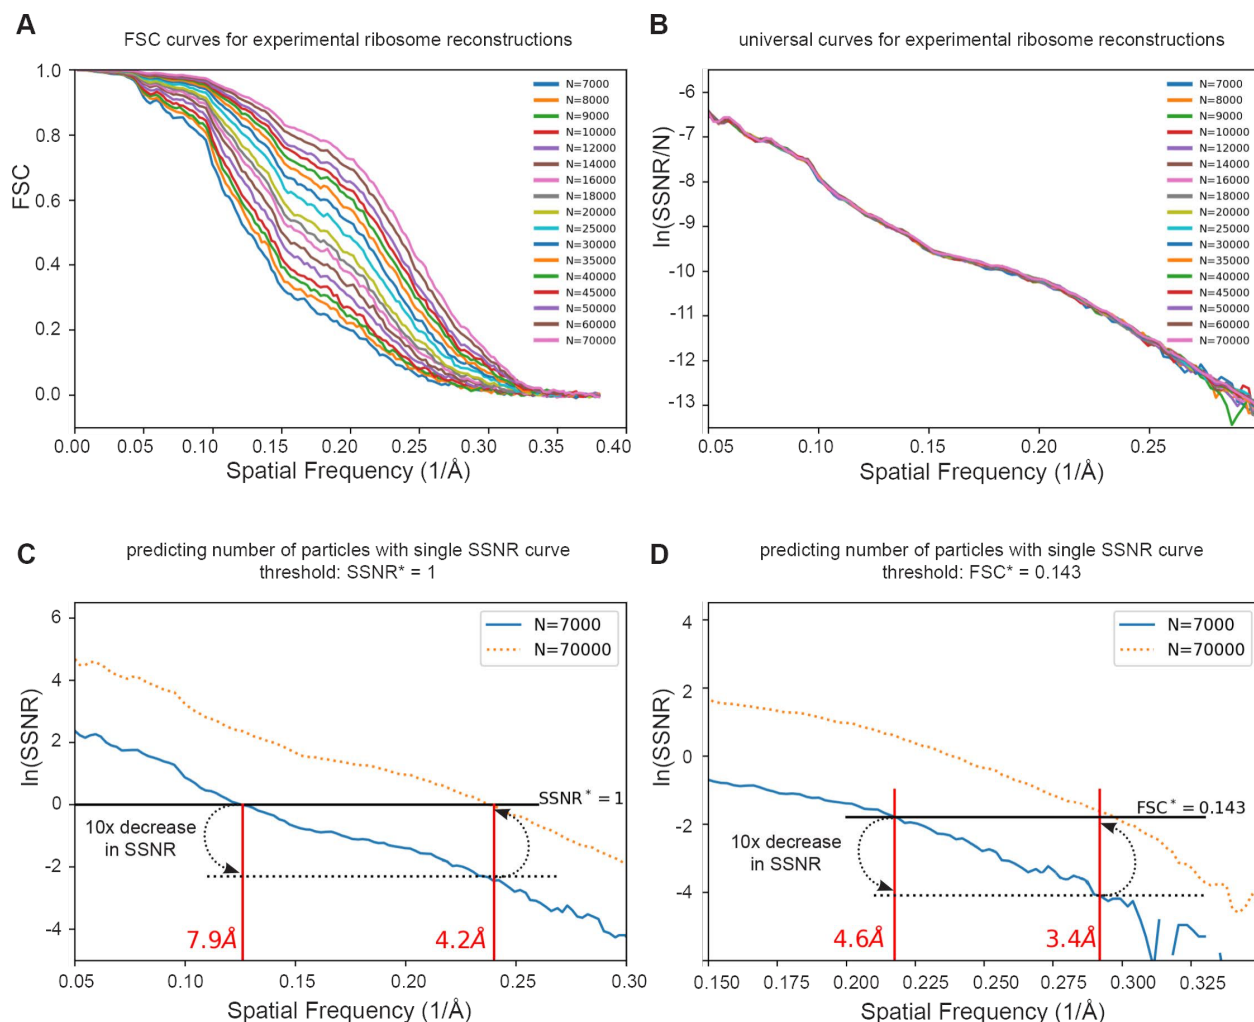 A
FSC curves for experimental ribosome reconstructions
1.0
0.8
0.6
0.4
0.2
0.0
FSC
N=7000
N=8000
N=9000
N=10000
N=12000
N=14000
N=16000
N=18000
N=20000
N=25000
N=30000
N=35000
N=40000
N=45000
N=50000
N=60000
N=70000
0.00 0.05 0.10 0.15 0.20 0.25 0.30 0.35 0.40
Spatial Frequency (1/Å)
B
universal curves for experimental ribosome reconstructions
-6
-7
-8
-9
-10
-11
-12
-13
ln(SSNR/N)
N=7000
N=8000
N=9000
N=10000
N=12000
N=14000
N=16000
N=18000
N=20000
N=25000
N=30000
N=35000
N=40000
N=45000
N=50000
N=60000
N=70000
0.05 0.10 0.15 0.20 0.25
Spatial Frequency (1/Å)
C
predicting number of particles with single SSNR curve
threshold: SSNR* = 1
6
4
2
0
-2
-4
ln(SSNR)
N=7000
N=70000
SSNR* = 1
10x decrease
in SSNR
7.9Å
4.2Å
0.05 0.10 0.15 0.20 0.25 0.30
Spatial Frequency (1/Å)
D
predicting number of particles with single SSNR curve
threshold: FSC* = 0.143
4
2
0
-2
-4
ln(SSNR)
N=7000
N=70000
FSC* = 0.143
10x decrease
in SSNR
4.6Å
3.4Å
0.150 0.175 0.200 0.225 0.250 0.275 0.300 0.325
Spatial Frequency (1/Å)